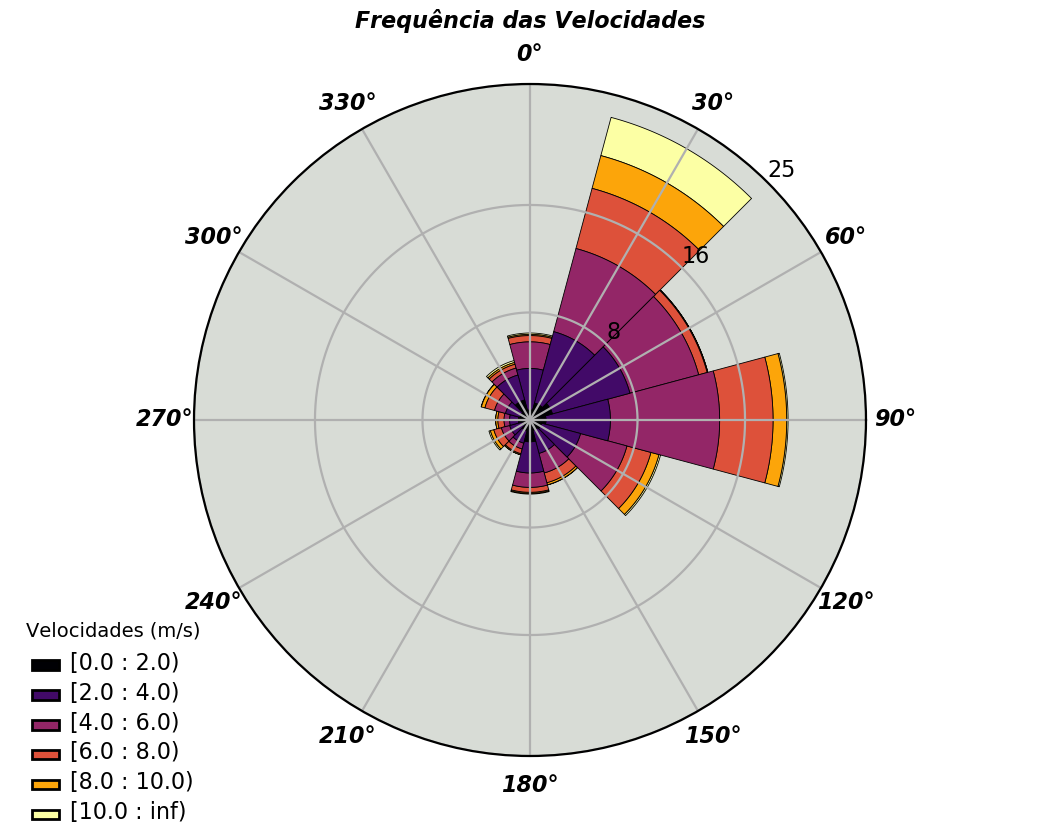 Frequência das Velocidades
0°
330°
30°
25
300°
60°
16
8
270°
90°
240°
120°
210°
150°
180°
Velocidades (m/s)
[0.0 : 2.0)
[2.0 : 4.0)
[4.0 : 6.0)
[6.0 : 8.0)
[8.0 : 10.0)
[10.0 : inf)